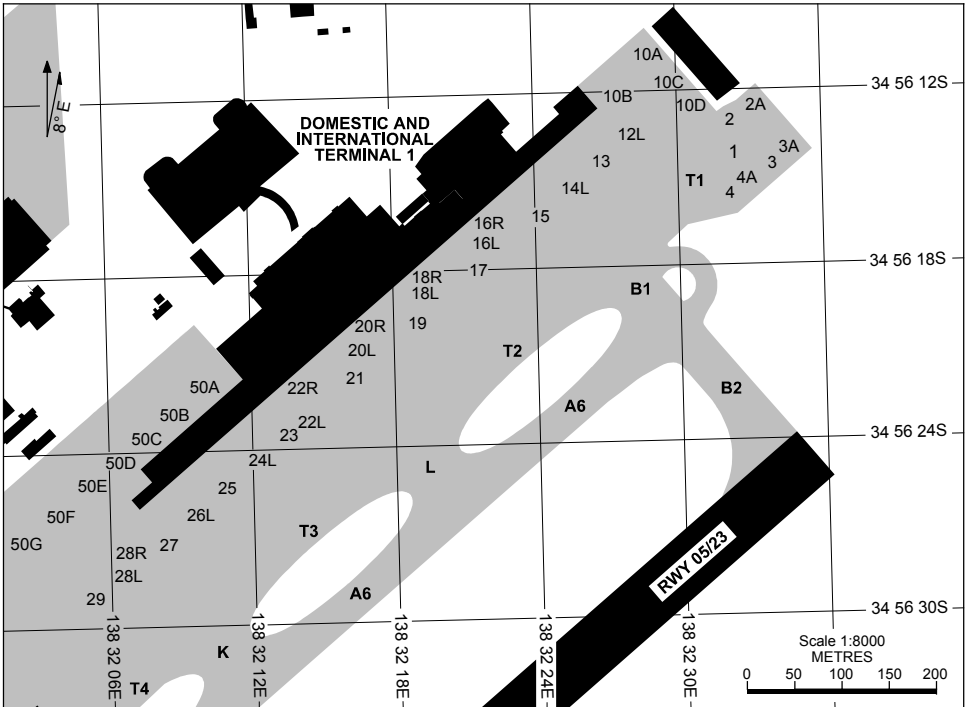 10A
34 56 12S
10C
10B
10D
2A
2
8° E
DOMESTIC AND
INTERNATIONAL
TERMINAL 1
12L
13
1
3A
3
4A
4
T1
14L
15
16R
16L
17
34 56 18S
18R
18L
B1
19
20R
20L
T2
21
22R
B2
50A
A6
50B
22L
23
50C
34 56 24S
50D
24L
L
50E
25
50F
26L
T3
50G
27
28R
28L
RWY 05/23
A6
29
34 56 30S
138 32 06E
138 32 12E
138 32 18E
138 32 24E
138 32 30E
K
T4
Scale 1:8000
METRES
0 50 100 150 200